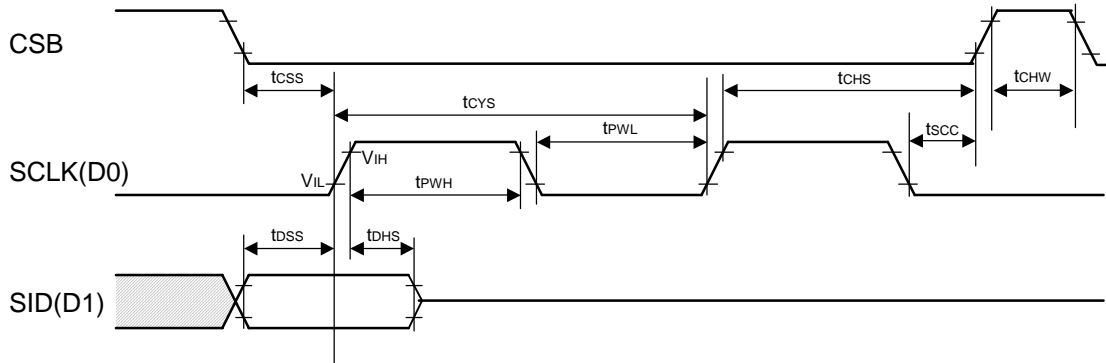 CSB
tCSS
tCHS
tCHW
tCYS
tPWL
tSCC
SCLK(D0)
VIH
VIL
tPWH
tDSS
tDHS
SID(D1)